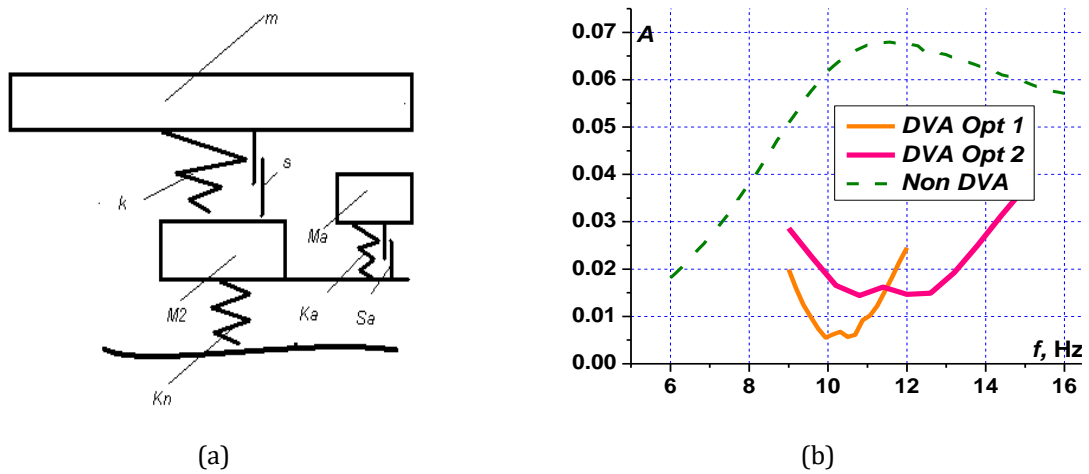 m
k
s
Ma
M2
Ka
Sa
Kn
(a)
A
0.07
0.06
0.05
0.04
0.03
0.02
0.01
0.00
DVA Opt 1
DVA Opt 2
Non DVA
f, Hz
6 8 10 12 14 16
(b)